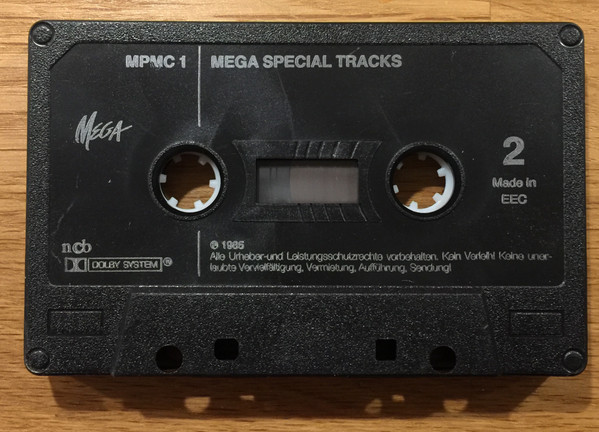 MPMC 1
MEGA SPECIAL TRACKS
MEGA
2
Made in
EEC
ncb
DOLBY SYSTEM ®
℗ 1985
Alle Urheber-und Leistungsschutzrechte vorbehalten. Kein Verleih! Keine uner-
laubte Vervielfältigung, Vermietung, Aufführung, Sendung!